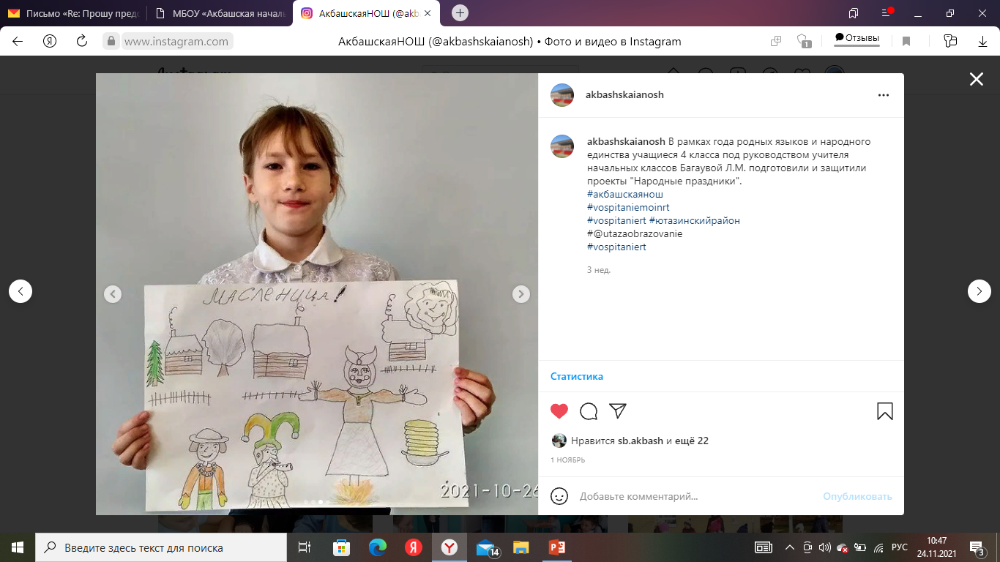 Письмо «Re: Прошу предо
МБОУ «Акбашская началь
АкбашскаяНОШ (@akb
www.instagram.com
АкбашскаяНОШ (@akbashskaianosh) • Фото и видео в Instagram
1
Отзывы
МАСЛЕНИЦА!
2021-10-26
akbashskaianosh
akbashskaianosh В рамках года родных языков и народного
единства учащиеся 4 класса под руководством учителя
начальных классов Багаувой Л.М. подготовили и защитили
проекты "Народные праздники".
#акбашскаянош
#vospitaniemoinrt
#vospitaniert #ютазинскийрайон
#@utazaobrazovanie
#vospitaniert
3 нед.
Статистика
Нравится sb.akbash и ещё 22
1 НОЯБРЬ
Добавьте комментарий...
Опубликовать
Введите здесь текст для поиска
14
РУС
10:47
24.11.2021
3